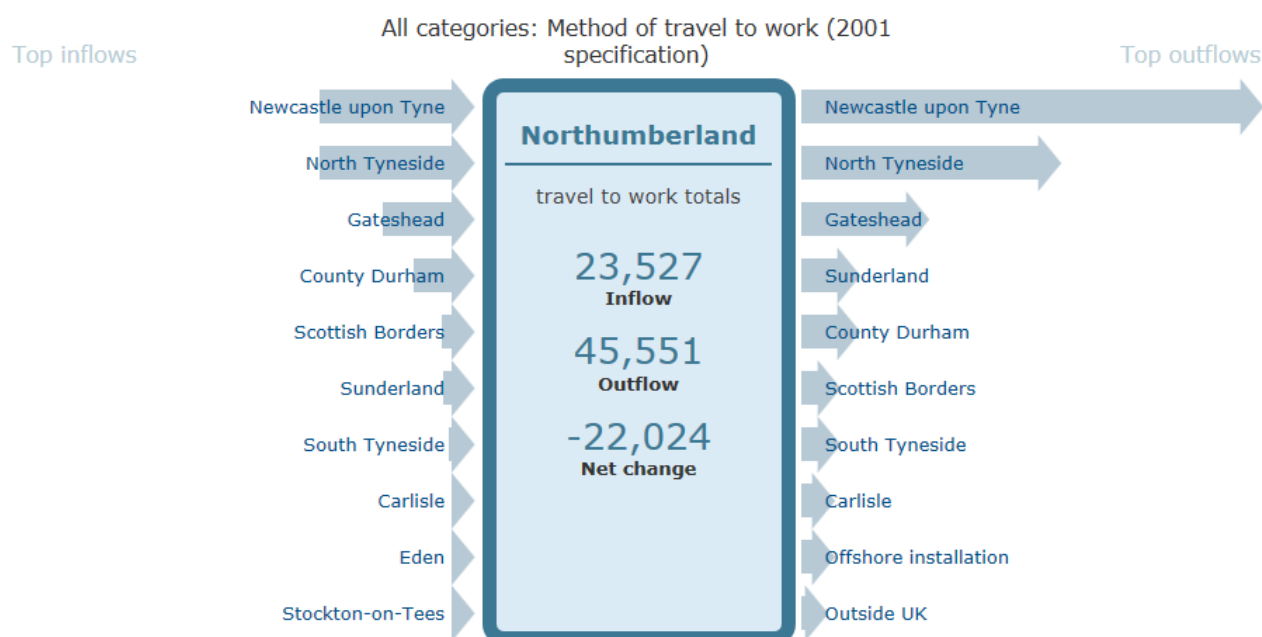 All categories: Method of travel to work (2001
specification)
Top inflows
Top outflows
Newcastle upon Tyne
North Tyneside
Gateshead
County Durham
Scottish Borders
Sunderland
South Tyneside
Carlisle
Eden
Stockton-on-Tees
Northumberland
travel to work totals
23,527
Inflow
45,551
Outflow
-22,024
Net change
Newcastle upon Tyne
North Tyneside
Gateshead
Sunderland
County Durham
Scottish Borders
South Tyneside
Carlisle
Offshore installation
Outside UK